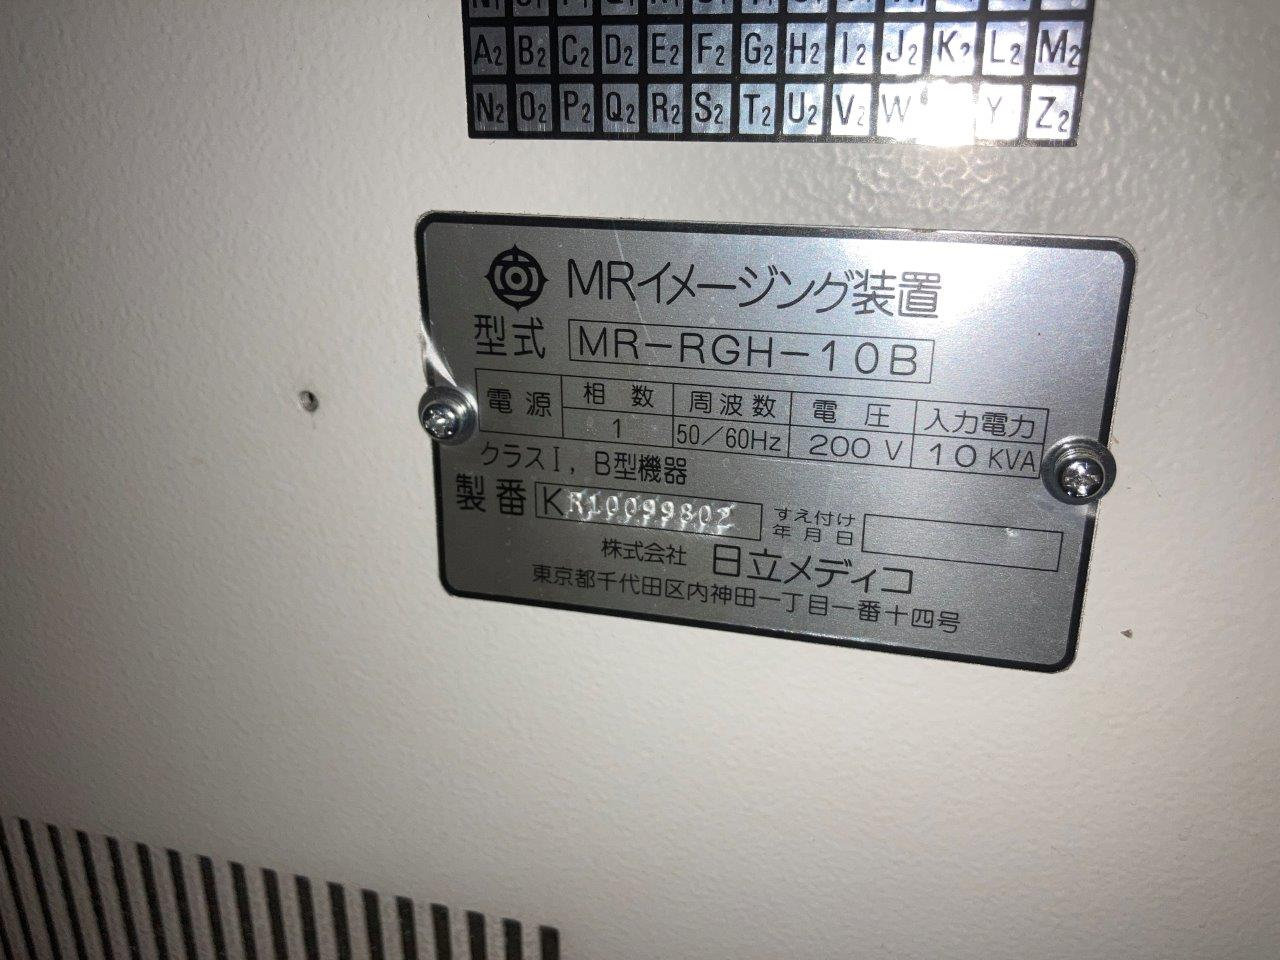 A2 B2 C2 D2 E2 F2 G2 H2 I2 J2 K2 L2 M2
N2 O2 P2 Q2 R2 S2 T2 U2 V2 W Y Z2
MRイメージング装置
型式 MR-RGH-10B
電源 相数 周波数 電圧 入力電力
1 50/60Hz 200 V 10 KVA
クラスI, B型機器
製番 KR10099802 すえ付け年月日
株式会社 日立メディコ
東京都千代田区内神田一丁目一番十四号